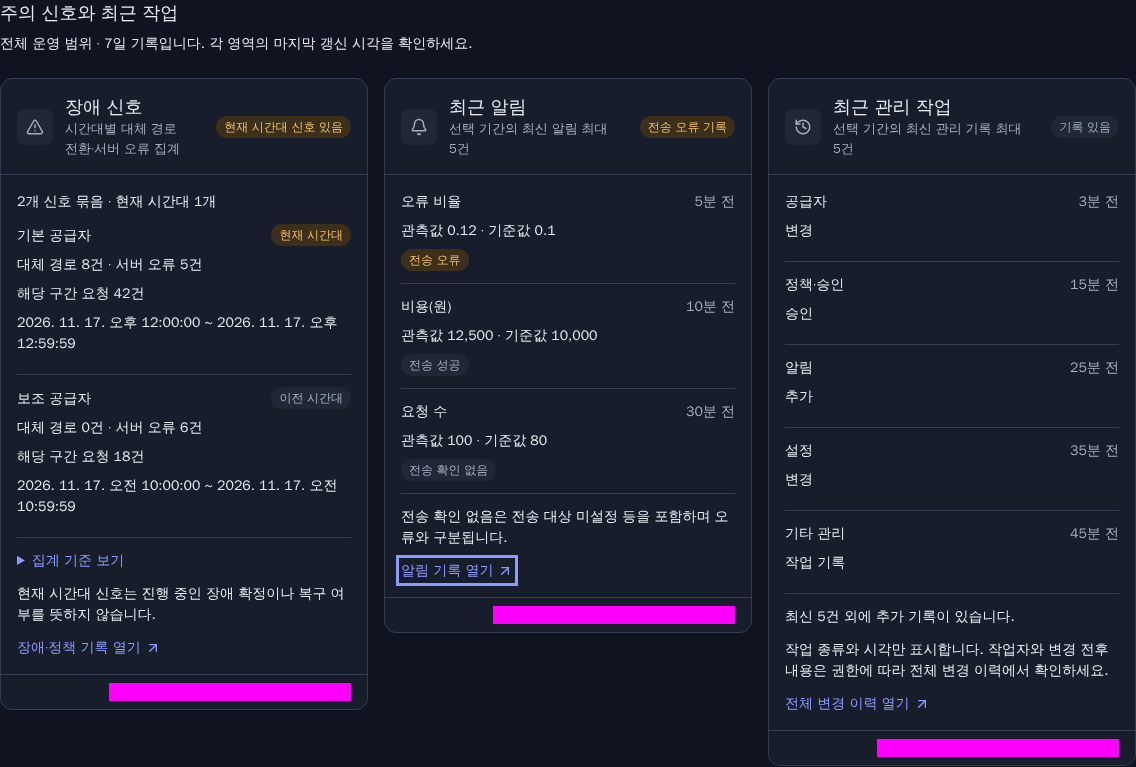 주의 신호와 최근 작업
전체 운영 범위 · 7일 기록입니다. 각 영역의 마지막 갱신 시각을 확인하세요.
장애 신호
시간대별 대체 경로
전환·서버 오류 집계
현재 시간대 신호 있음
2개 신호 묶음 · 현재 시간대 1개
기본 공급자
현재 시간대
대체 경로 8건 · 서버 오류 5건
해당 구간 요청 42건
2026. 11. 17. 오후 12:00:00 ~ 2026. 11. 17. 오후
12:59:59
보조 공급자
이전 시간대
대체 경로 0건 · 서버 오류 6건
해당 구간 요청 18건
2026. 11. 17. 오전 10:00:00 ~ 2026. 11. 17. 오전
10:59:59
집계 기준 보기
현재 시간대 신호는 진행 중인 장애 확정이나 복구 여
부를 뜻하지 않습니다.
장애·정책 기록 열기
최근 알림
선택 기간의 최신 알림 최대
5건
전송 오류 기록
오류 비율
5분 전
관측값 0.12 · 기준값 0.1
전송 오류
비용(원)
10분 전
관측값 12,500 · 기준값 10,000
전송 성공
요청 수
30분 전
관측값 100 · 기준값 80
전송 확인 없음
전송 확인 없음은 전송 대상 미설정 등을 포함하며 오
류와 구분됩니다.
알림 기록 열기
최근 관리 작업
선택 기간의 최신 관리 기록 최대
5건
기록 있음
공급자
3분 전
변경
정책·승인
15분 전
승인
알림
25분 전
추가
설정
35분 전
변경
기타 관리
45분 전
작업 기록
최신 5건 외에 추가 기록이 있습니다.
작업 종류와 시각만 표시합니다. 작업자와 변경 전후
내용은 권한에 따라 전체 변경 이력에서 확인하세요.
전체 변경 이력 열기